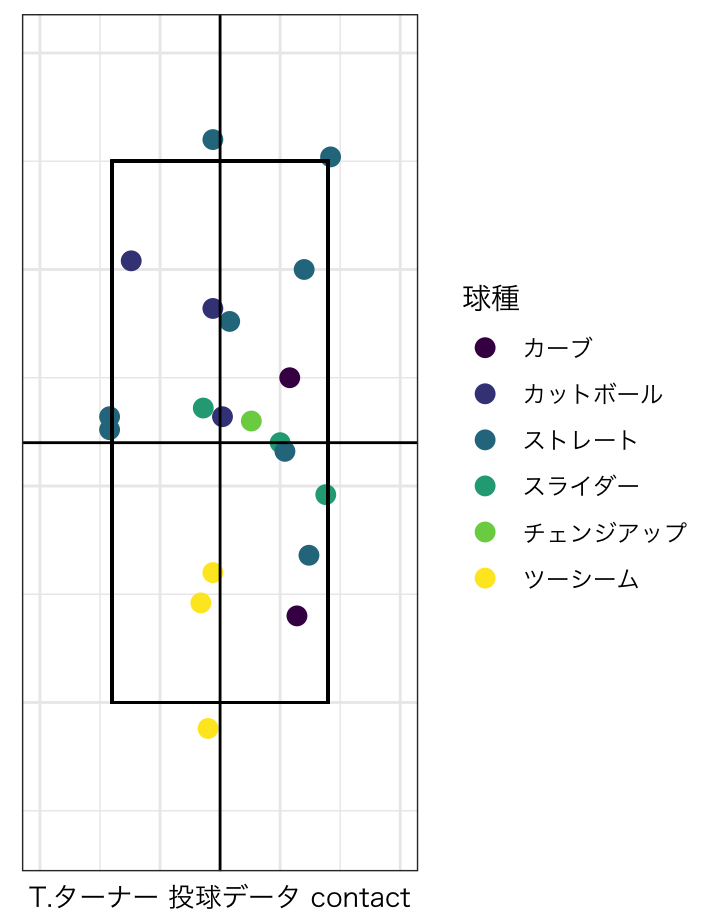 球種
カーブ
カットボール
ストレート
スライダー
チェンジアップ
ツーシーム
T.ターナー 投球データ contact